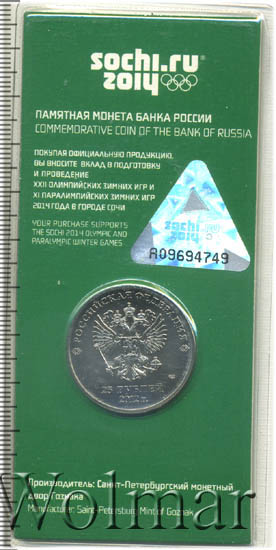 sochi.ru
2014
ПАМЯТНАЯ МОНЕТА БАНКА РОССИИ
COMMEMORATIVE COIN OF THE BANK OF RUSSIA
ПОКУПАЯ ОФИЦИАЛЬНУЮ ПРОДУКЦИЮ,
ВЫ ВНОСИТЕ ВКЛАД В ПОДГОТОВКУ
И ПРОВЕДЕНИЕ
XXII ОЛИМПИЙСКИХ ЗИМНИХ ИГР И
XI ПАРАЛИМПИЙСКИХ ЗИМНИХ ИГР
2014 ГОДА В ГОРОДЕ СОЧИ
YOUR PURCHASE SUPPORTS
THE SOCHI 2014 OLYMPIC AND
PARALYMPIC WINTER GAMES
sochi.ru
2014
A09694749
РОССИЙСКАЯ ФЕДЕРАЦИЯ
25 РУБЛЕЙ
2012 г.
Производитель: Санкт-Петербургский монетный
двор Гознака
Manufacturer: Saint-Petersburg Mint of Goznak
Wolmar